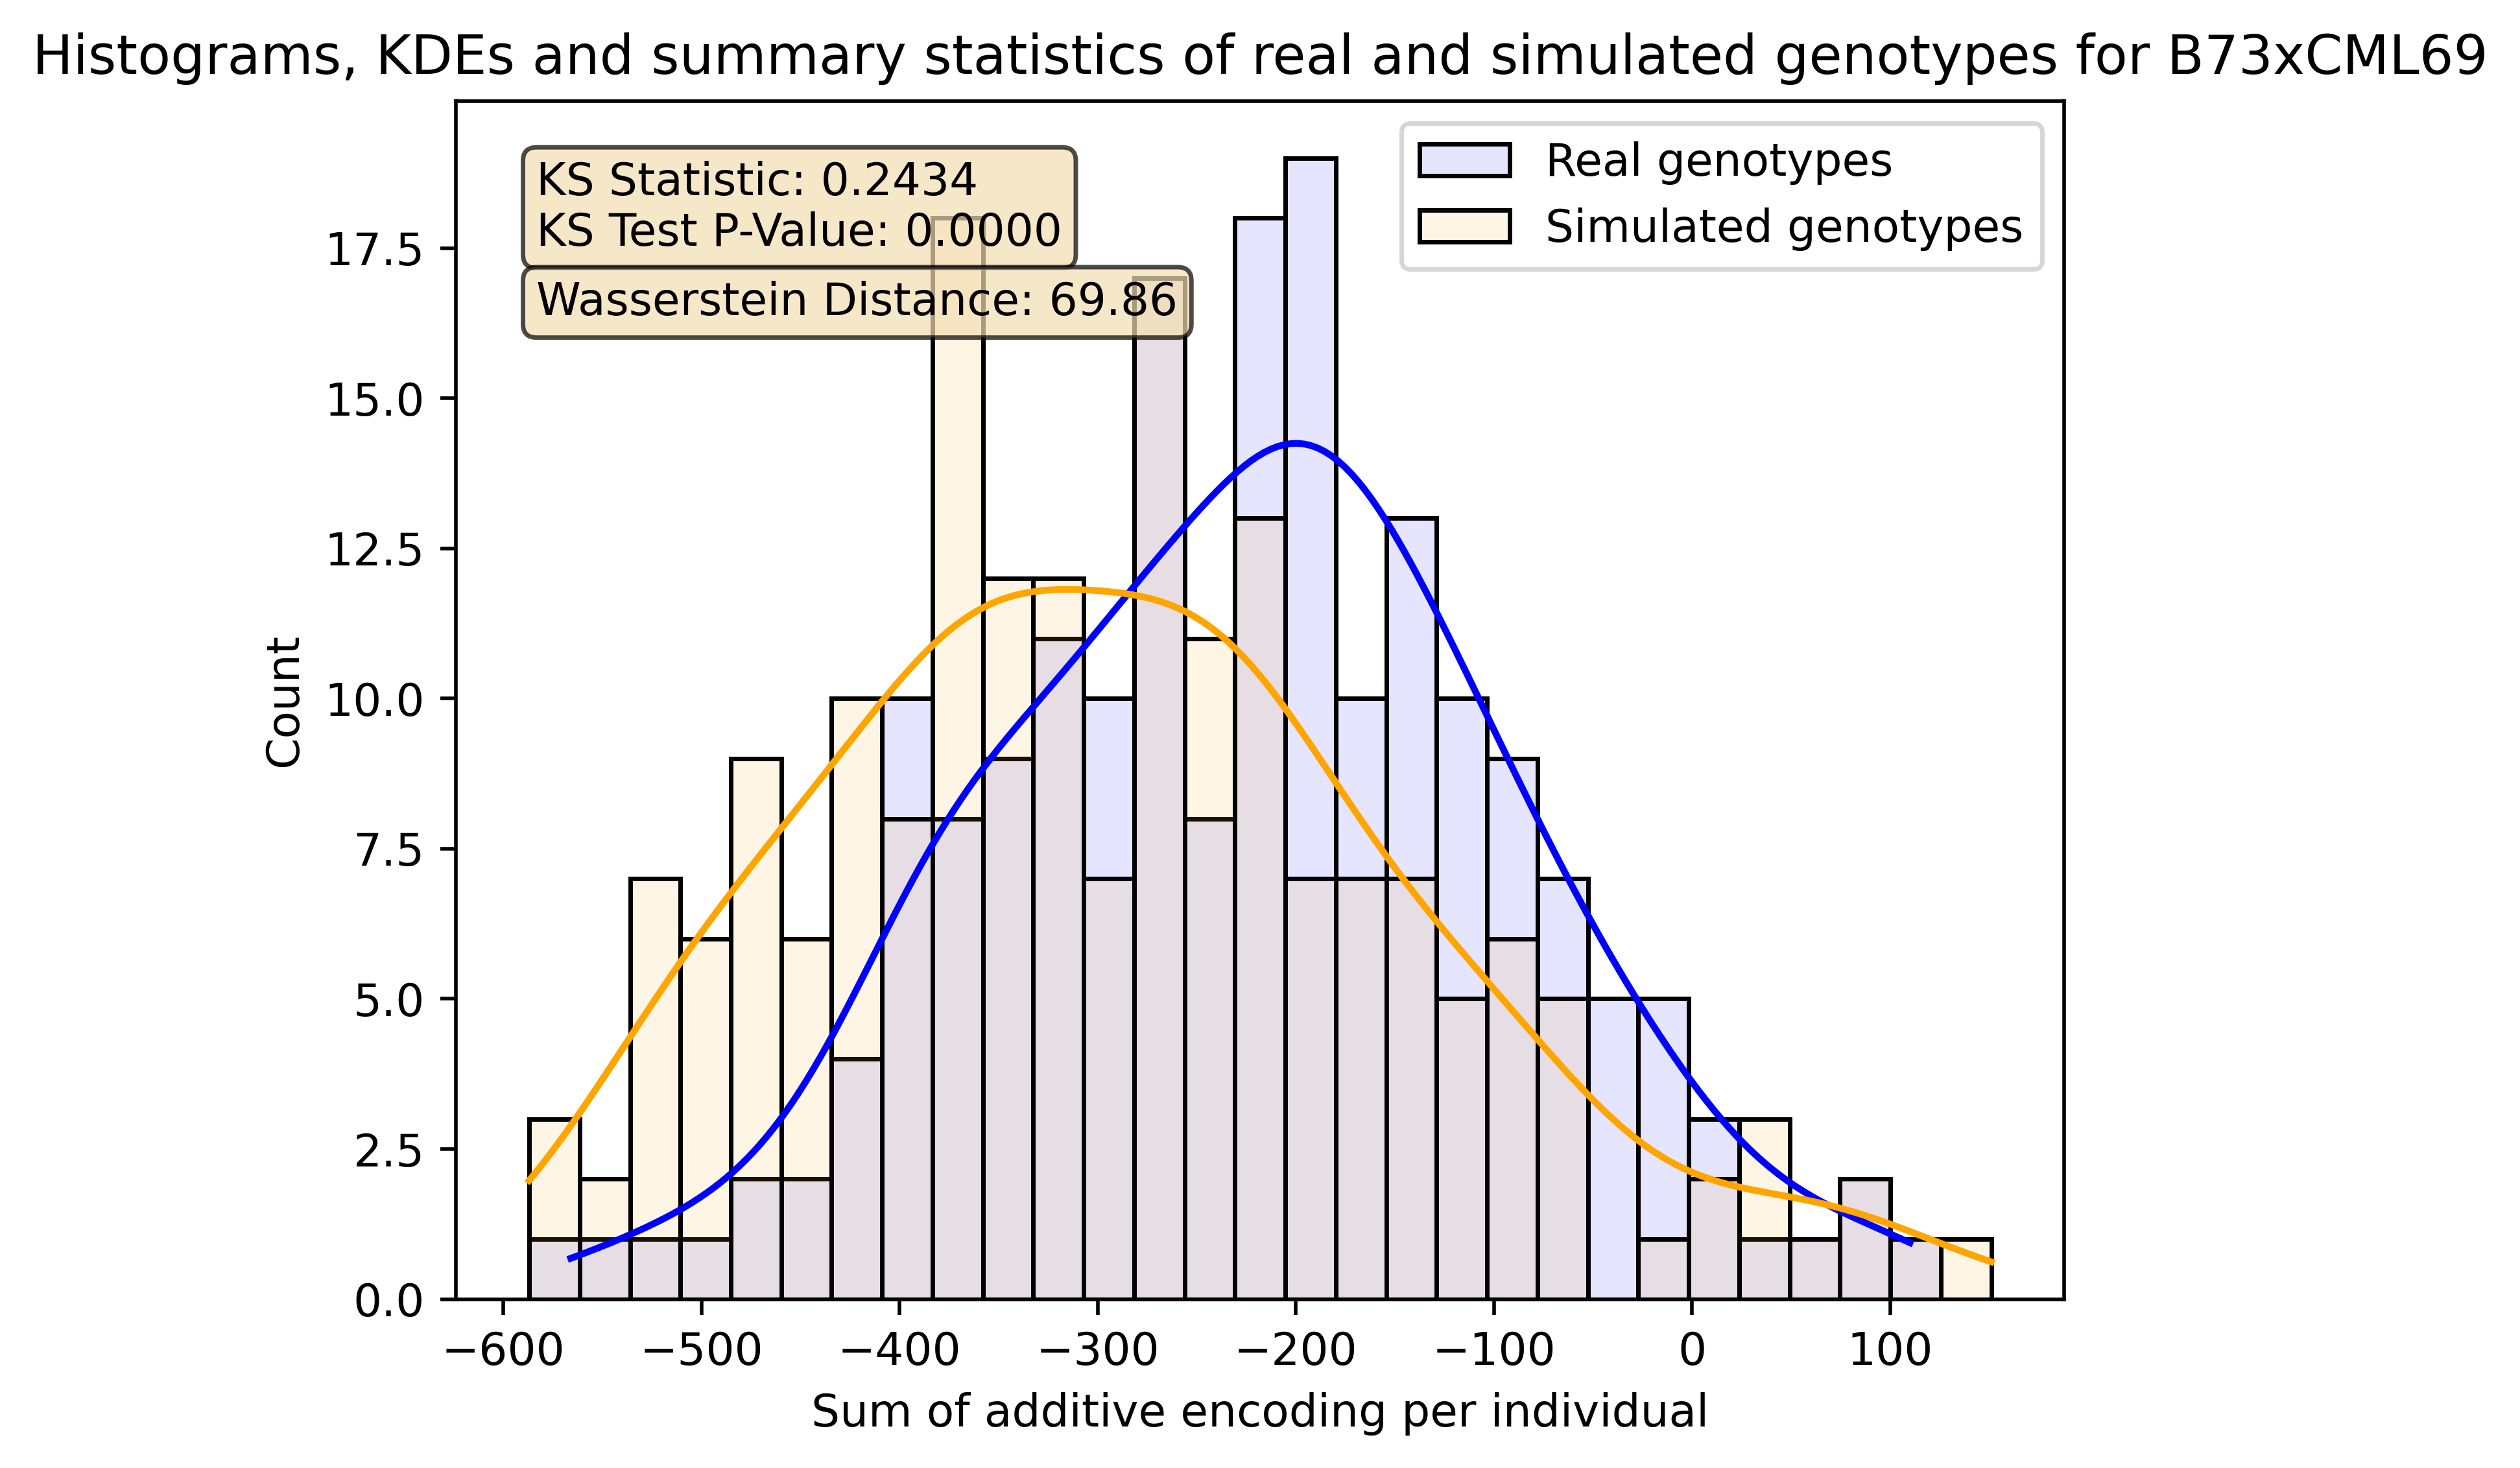 Histograms, KDEs and summary statistics of real and simulated genotypes for B73xCML69
KS Statistic: 0.2434
KS Test P-Value: 0.0000
Wasserstein Distance: 69.86
Real genotypes
Simulated genotypes
Count
17.5
15.0
12.5
10.0
7.5
5.0
2.5
0.0
−600 −500 −400 −300 −200 −100 0 100
Sum of additive encoding per individual